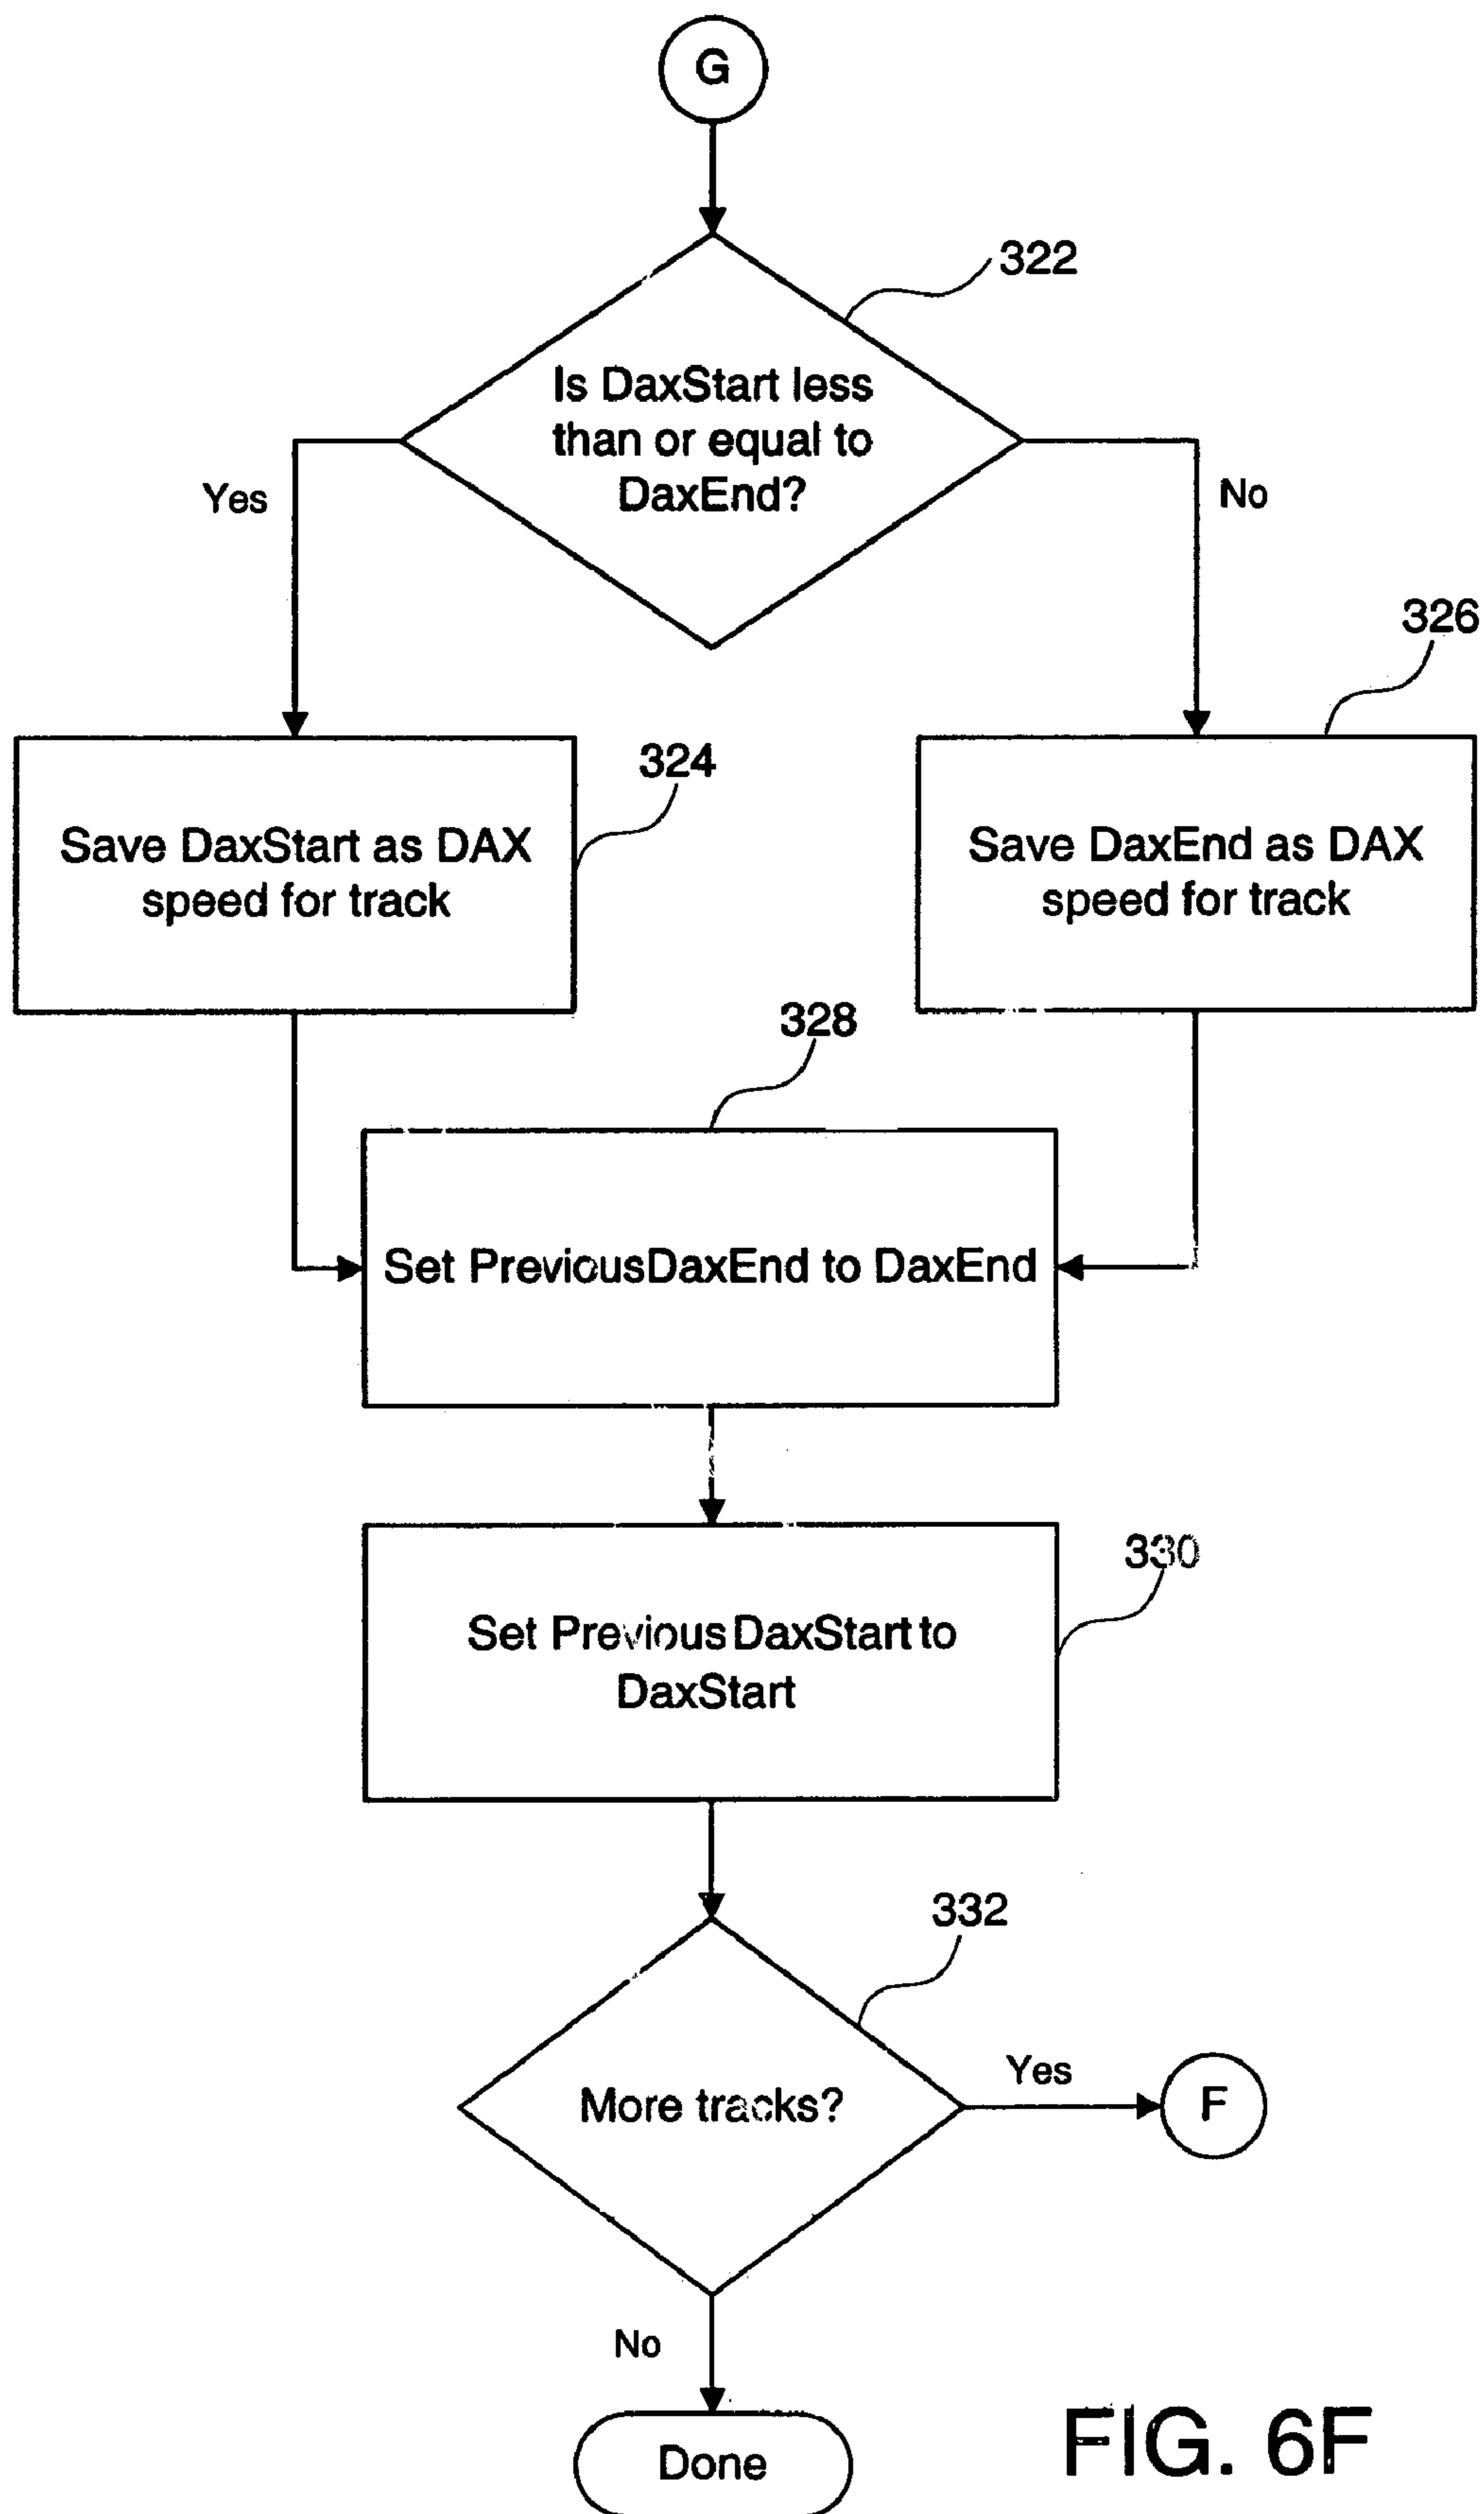 G
322
Is DaxStart less
than or equal to
DaxEnd?
Yes
No
326
324
Save DaxStart as DAX
speed for track
Save DaxEnd as DAX
speed for track
328
Set PreviousDaxEnd to DaxEnd
330
Set PreviousDaxStart to
DaxStart
332
More tracks?
Yes
F
No
Done
FIG. 6F